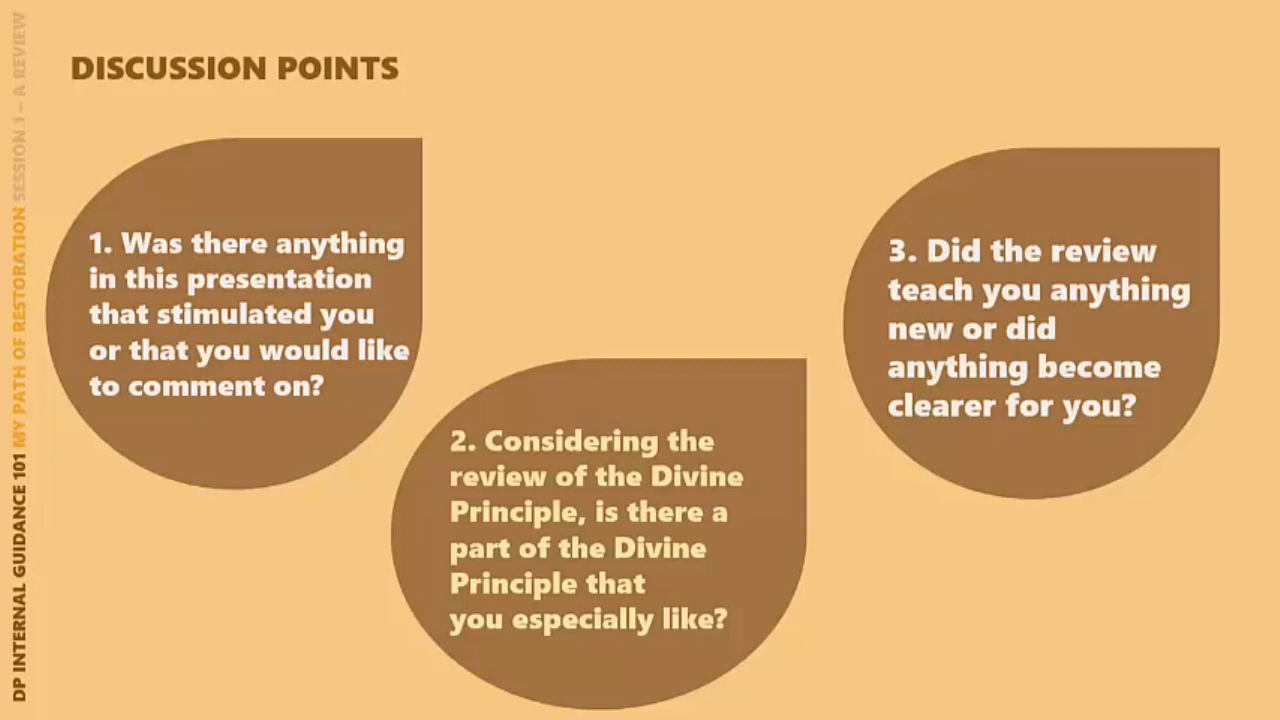 DISCUSSION POINTS
1. Was there anything
in this presentation
that stimulated you
or that you would like
to comment on?
2. Considering the
review of the Divine
Principle, is there a
part of the Divine
Principle that
you especially like?
3. Did the review
teach you anything
new or did
anything become
clearer for you?
DP INTERNAL GUIDANCE 101 MY PATH OF RESTORATION SESSION 1 – A REVIEW